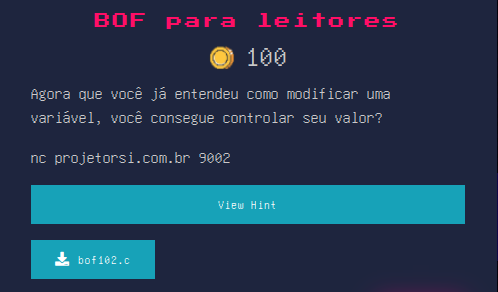 BOF para leitores
100
Agora que você já entendeu como modificar uma
variável, você consegue controlar seu valor?
nc projetorsi.com.br 9002
View Hint
bof102.c